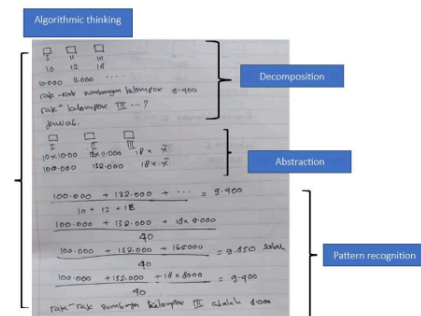 Algorithmic thinking
I II III
10 12 18
10.000 11.000 ....
rata-rata sumbangan kelompok 9.400
rata" kelompok III ... ?
Jawab.
Decomposition
I II III
10 x 10.000 12 x 11.000 18 x x̄
100.000 132.000 18 x x̄
Abstraction
100.000 + 132.000 + ... = 9.400
10 + 12 + 18
100.000 + 132.000 + 18 x 9.000
40
100.000 + 132.000 + 162000 = 9.850 salah
40
100.000 + 132.000 + 18 x 8000 = 9.400
40
rata-rata sumbangan kelompok III adalah 8.000
Pattern recognition